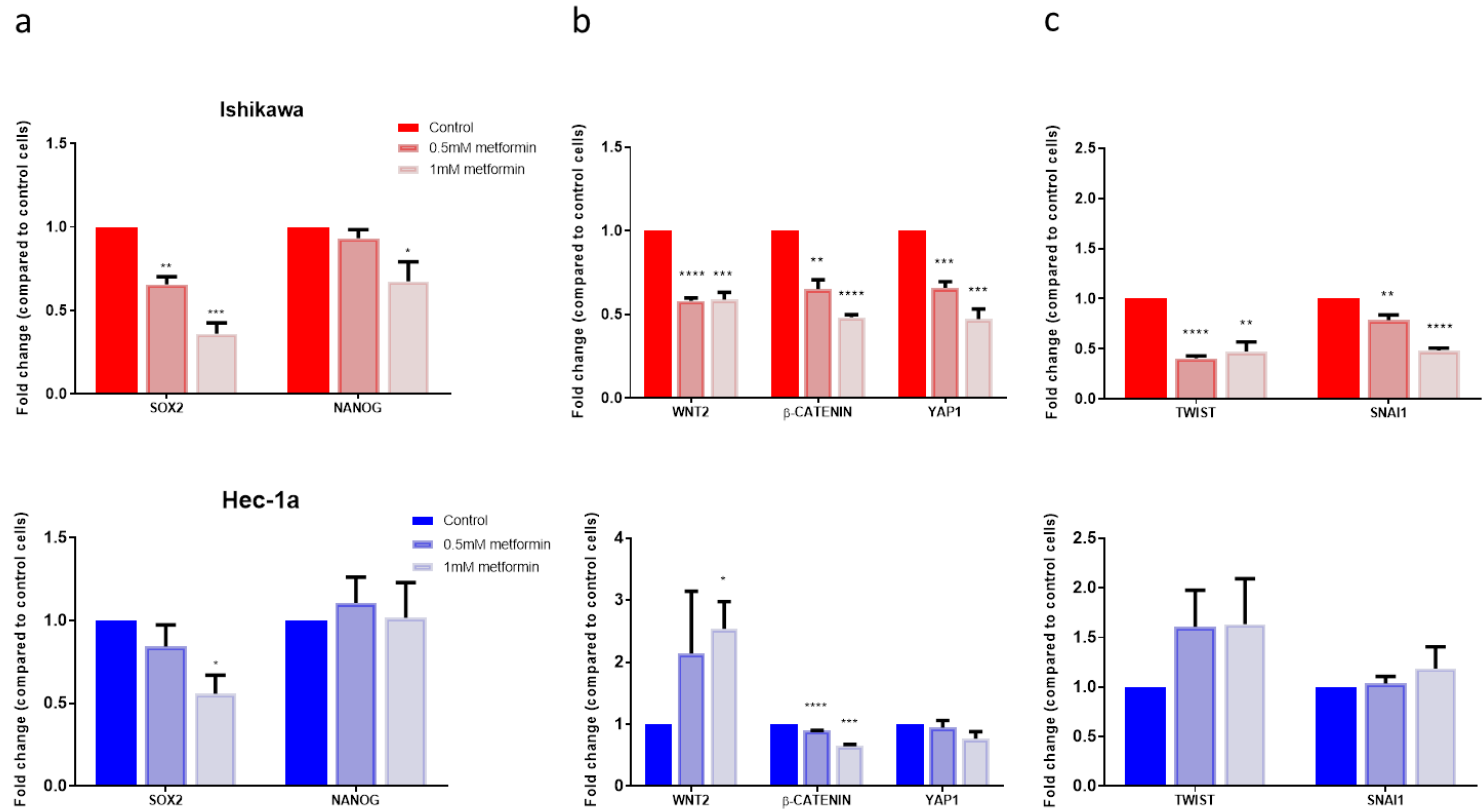 a
b
c
Ishikawa
Control
0.5mM metformin
1mM metformin
Fold change (compared to control cells)
1.5
1.0
0.5
0.0
**
***
*
SOX2
NANOG
Fold change (compared to control cells)
1.5
1.0
0.5
0.0
****
***
**
****
***
***
WNT2
β-CATENIN
YAP1
Fold change (compared to control cells)
2.5
2.0
1.5
1.0
0.5
0.0
****
**
**
****
TWIST
SNAI1
Hec-1a
Control
0.5mM metformin
1mM metformin
Fold change (compared to control cells)
1.5
1.0
0.5
0.0
*
SOX2
NANOG
Fold change (compared to control cells)
4
3
2
1
0
*
****
***
WNT2
β-CATENIN
YAP1
Fold change (compared to control cells)
2.5
2.0
1.5
1.0
0.5
0.0
TWIST
SNAI1